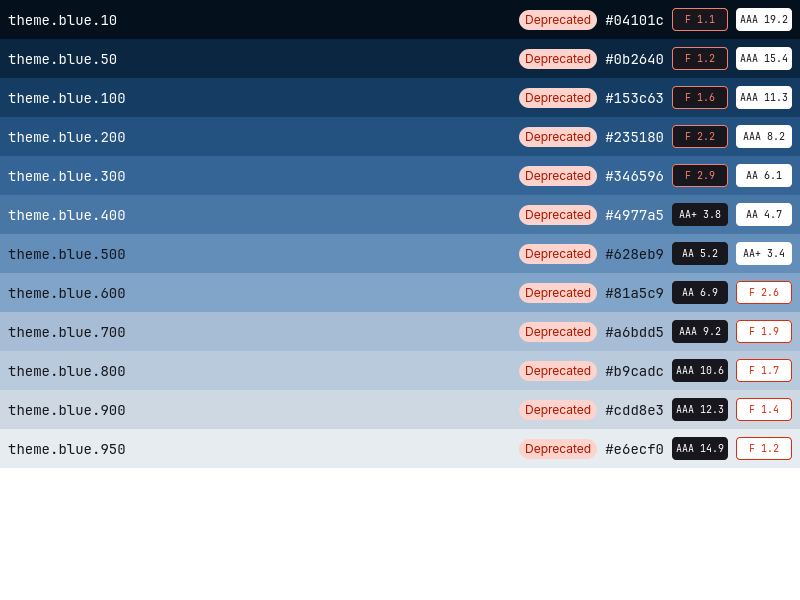 theme.blue.10 Deprecated #04101c F 1.1 AAA 19.2
theme.blue.50 Deprecated #0b2640 F 1.2 AAA 15.4
theme.blue.100 Deprecated #153c63 F 1.6 AAA 11.3
theme.blue.200 Deprecated #235180 F 2.2 AAA 8.2
theme.blue.300 Deprecated #346596 F 2.9 AA 6.1
theme.blue.400 Deprecated #4977a5 AA+ 3.8 AA 4.7
theme.blue.500 Deprecated #628eb9 AA 5.2 AA+ 3.4
theme.blue.600 Deprecated #81a5c9 AA 6.9 F 2.6
theme.blue.700 Deprecated #a6bdd5 AAA 9.2 F 1.9
theme.blue.800 Deprecated #b9cadc AAA 10.6 F 1.7
theme.blue.900 Deprecated #cdd8e3 AAA 12.3 F 1.4
theme.blue.950 Deprecated #e6ecf0 AAA 14.9 F 1.2